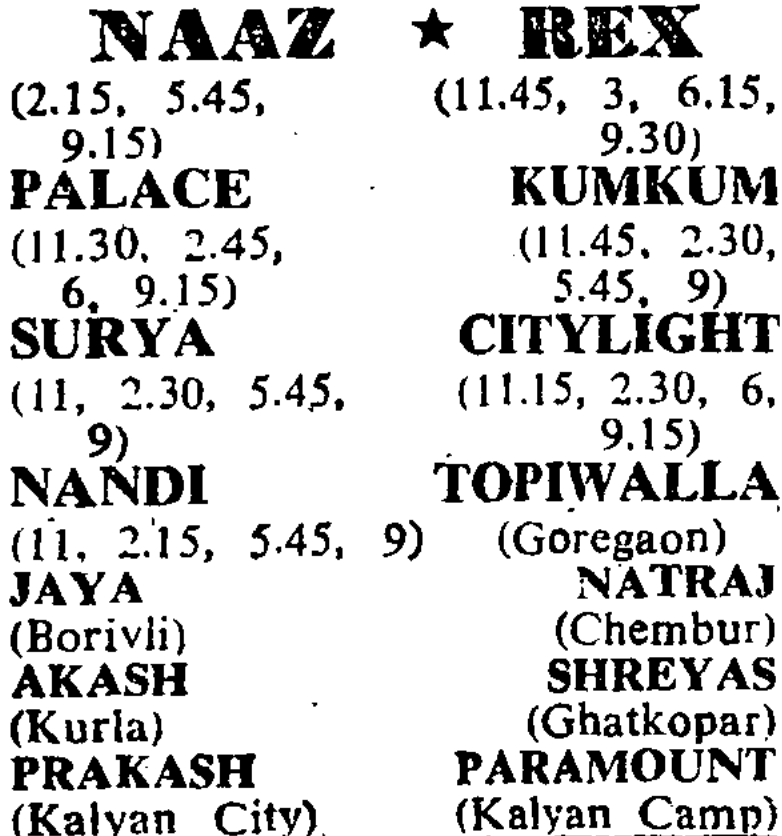 NAAZ ★ REX
(2.15, 5.45, (11.45, 3, 6.15,
9.15) 9.30)
PALACE KUMKUM
(11.30, 2.45, (11.45, 2.30,
6, 9.15) 5.45, 9)
SURYA CITYLIGHT
(11, 2.30, 5.45, (11.15, 2.30, 6,
9) 9.15)
NANDI TOPIWALLA
(11, 2.15, 5.45, 9) (Goregaon)
JAYA NATRAJ
(Borivli) (Chembur)
AKASH SHREYAS
(Kurla) (Ghatkopar)
PRAKASH PARAMOUNT
(Kalyan City) (Kalyan Camp)